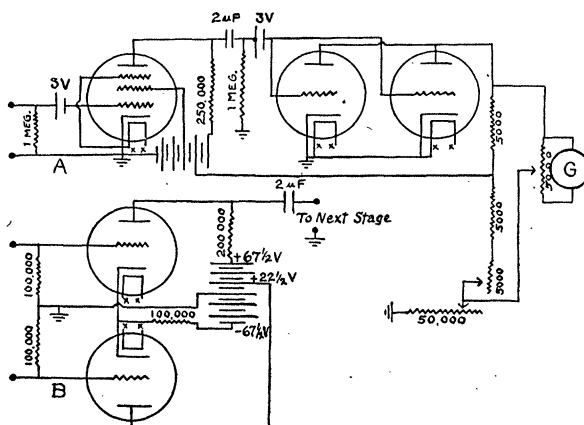 2μF
3V
3V
1 MEG.
250,000
1 MEG.
5000
5000
G
A
x x
x x
x x
2μF
To Next Stage
200,000
+67½V
+22½V
100,000
100,000
-67½V
x x
x x
100,000
B
5000
5000
50,000